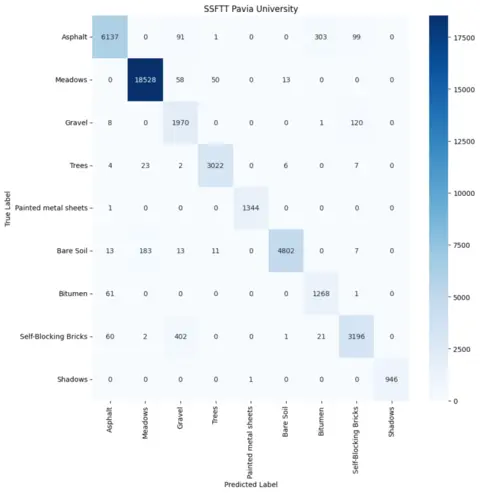 SSFTT Pavia University
True Label
Asphalt 6137 0 91 1 0 0 303 99 0
Meadows 0 18528 58 50 0 13 0 0 0
Gravel 8 0 1970 0 0 0 1 120 0
Trees 4 23 2 3022 0 6 0 7 0
Painted metal sheets 1 0 0 0 1344 0 0 0 0
Bare Soil 13 183 13 11 0 4802 0 7 0
Bitumen 61 0 0 0 0 0 1268 1 0
Self-Blocking Bricks 60 2 402 0 0 1 21 3196 0
Shadows 0 0 0 0 1 0 0 0 946
Asphalt
Meadows
Gravel
Trees
Painted metal sheets
Bare Soil
Bitumen
Self-Blocking Bricks
Shadows
Predicted Label
17500
15000
12500
10000
7500
5000
2500
0